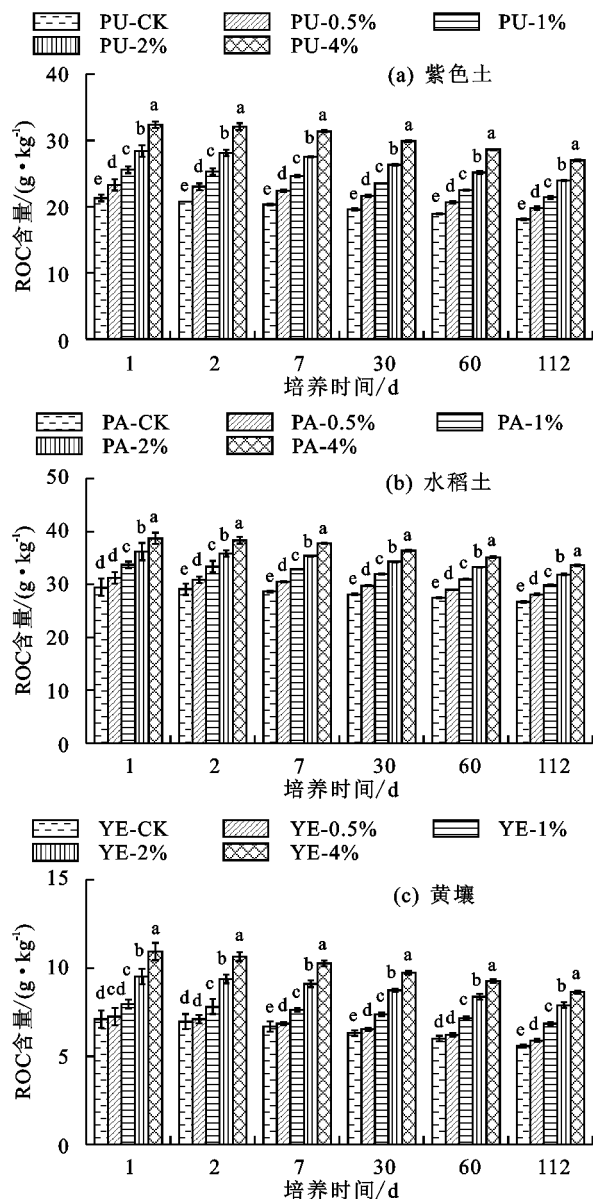 PU-CK PU-0.5% PU-1%
PU-2% PU-4%
(a) 紫色土
ROC含量/(g·kg⁻¹)
40
30
20
10
0
e d c b a
e d c b a
e d c b a
e d c b a
e d c b a
e d c b a
1 2 7 30 60 112
培养时间/d
PA-CK PA-0.5% PA-1%
PA-2% PA-4%
(b) 水稻土
ROC含量/(g·kg⁻¹)
50
40
30
20
10
0
d d c b a
e d c b a
e d c b a
e d c b a
e d c b a
e d c b a
1 2 7 30 60 112
培养时间/d
YE-CK YE-0.5% YE-1%
YE-2% YE-4%
(c) 黄壤
ROC含量/(g·kg⁻¹)
15
10
5
0
d cd c b a
d d c b a
e d c b a
e d c b a
e d c b a
e d c b a
1 2 7 30 60 112
培养时间/d